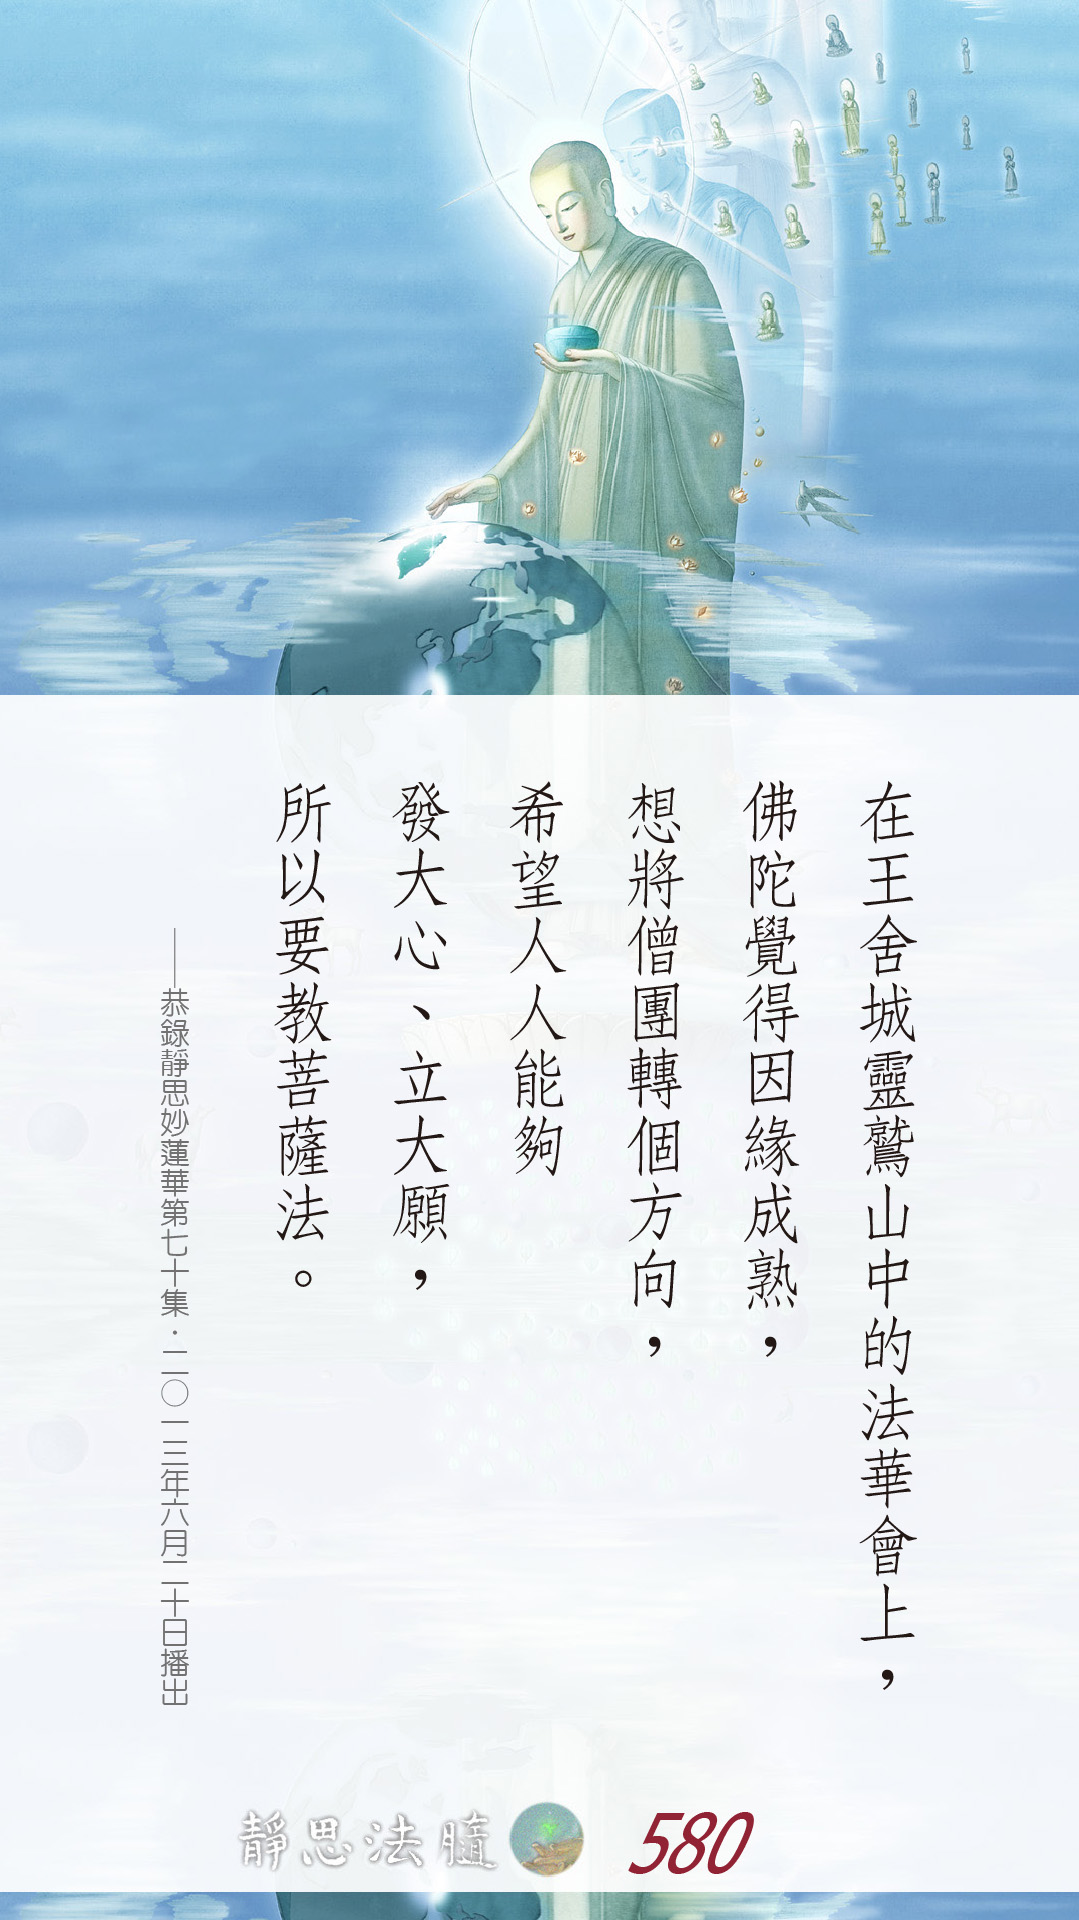 在王舍城靈鷲山中的法華會上，
佛陀覺得因緣成熟，
想將僧團轉個方向，
希望人人能夠
發大心、立大願，
所以要教菩薩法。
——恭錄靜思妙蓮華第七十集．二〇一三年六月二十日播出
靜思法髓
580